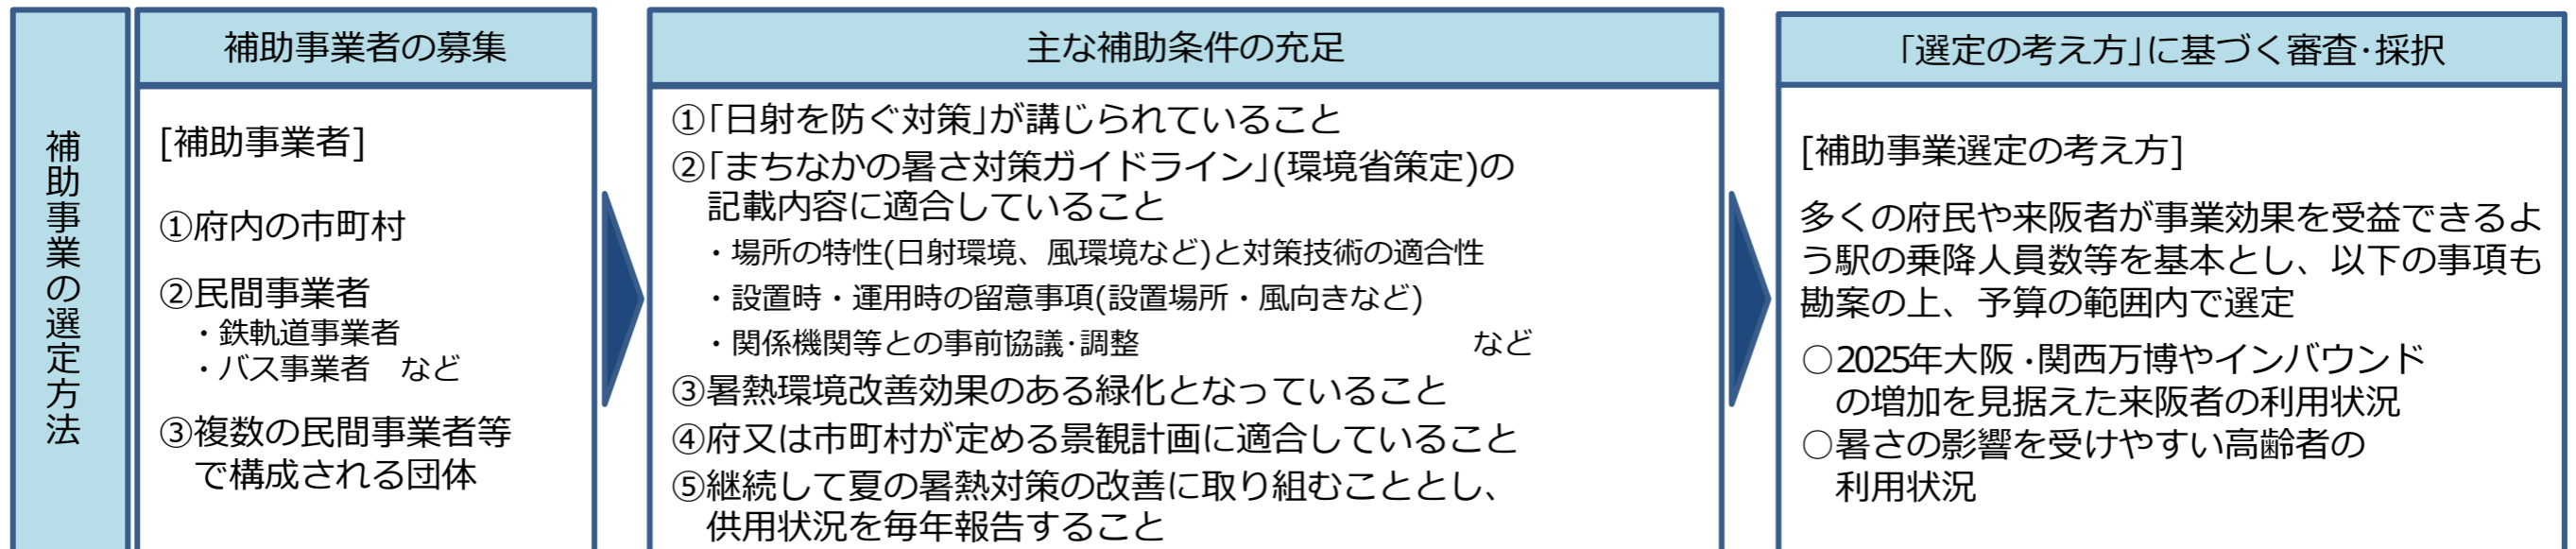 補助事業の選定方法
補助事業者の募集
[補助事業者]
①府内の市町村
②民間事業者
・鉄軌道事業者
・バス事業者　など
③複数の民間事業者等
で構成される団体
主な補助条件の充足
①「日射を防ぐ対策」が講じられていること
②「まちなかの暑さ対策ガイドライン」(環境省策定)の
記載内容に適合していること
・場所の特性(日射環境、風環境など)と対策技術の適合性
・設置時・運用時の留意事項(設置場所・風向きなど)
・関係機関等との事前協議･調整　など
③暑熱環境改善効果のある緑化となっていること
④府又は市町村が定める景観計画に適合していること
⑤継続して夏の暑熱対策の改善に取り組むこととし、
供用状況を毎年報告すること
「選定の考え方」に基づく審査･採択
[補助事業選定の考え方]
多くの府民や来阪者が事業効果を受益できるよ
う駅の乗降人員数等を基本とし、以下の事項も
勘案の上、予算の範囲内で選定
○2025年大阪･関西万博やインバウンド
の増加を見据えた来阪者の利用状況
○暑さの影響を受けやすい高齢者の
利用状況